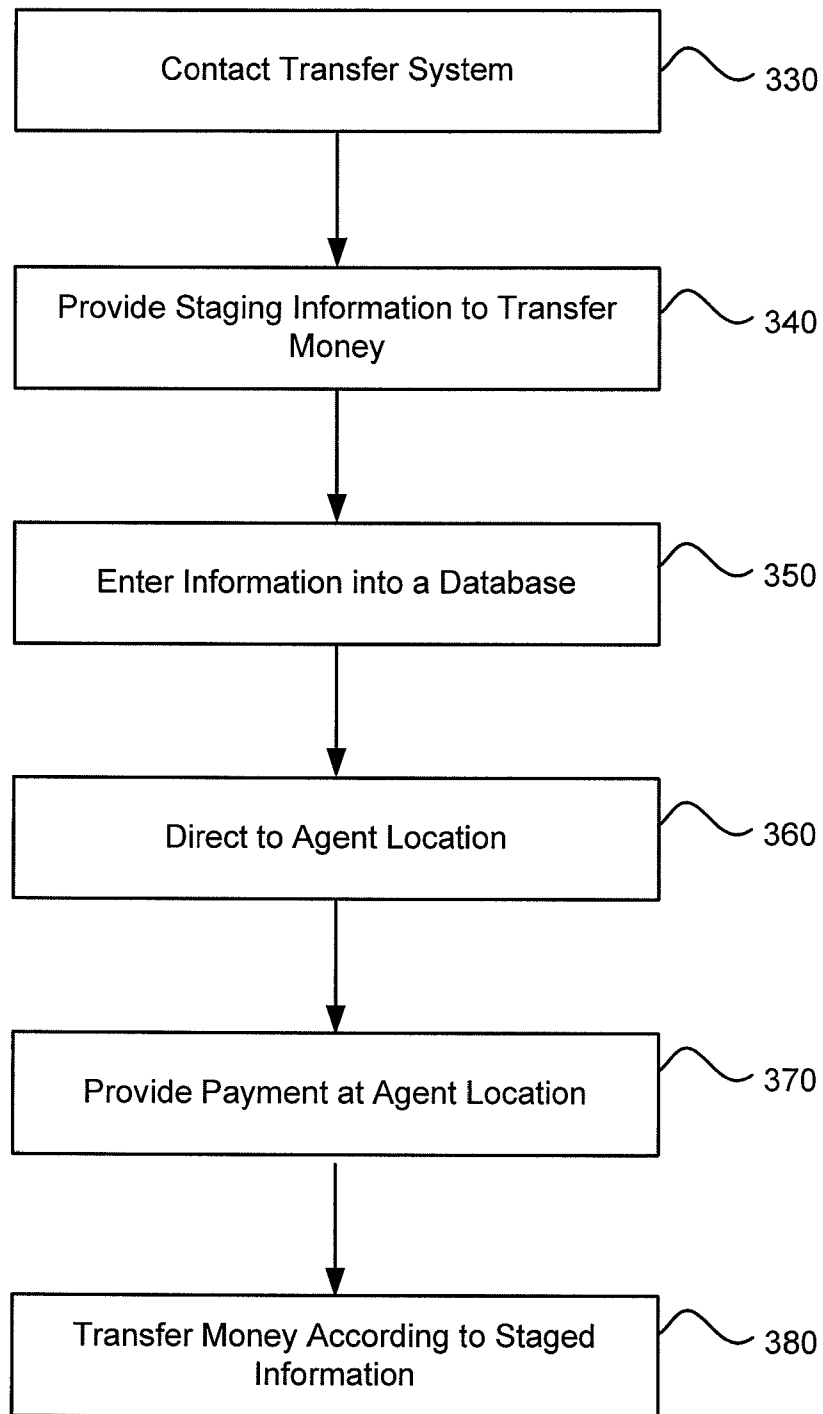 Contact Transfer System
330
Provide Staging Information to Transfer
Money
340
Enter Information into a Database
350
Direct to Agent Location
360
Provide Payment at Agent Location
370
Transfer Money According to Staged
Information
380